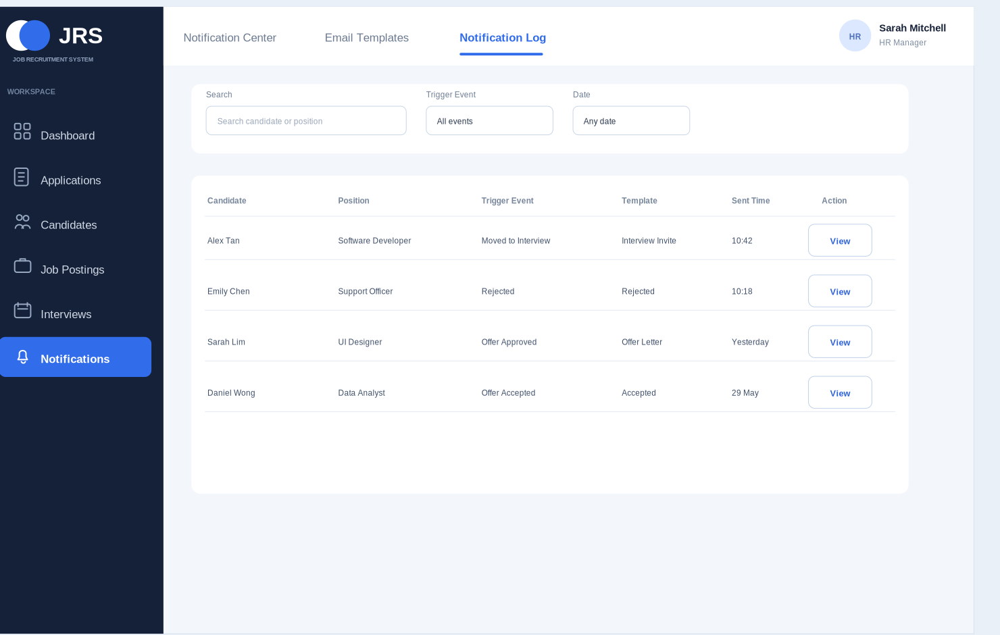 JRS
JOB RECRUITMENT SYSTEM
WORKSPACE
Dashboard
Applications
Candidates
Job Postings
Interviews
Notifications
Notification Center
Email Templates
Notification Log
HR
Sarah Mitchell
HR Manager
Search
Trigger Event
Date
Search candidate or position
All events
Any date
Candidate Position Trigger Event Template Sent Time Action
Alex Tan Software Developer Moved to Interview Interview Invite 10:42 View
Emily Chen Support Officer Rejected Rejected 10:18 View
Sarah Lim UI Designer Offer Approved Offer Letter Yesterday View
Daniel Wong Data Analyst Offer Accepted Accepted 29 May View